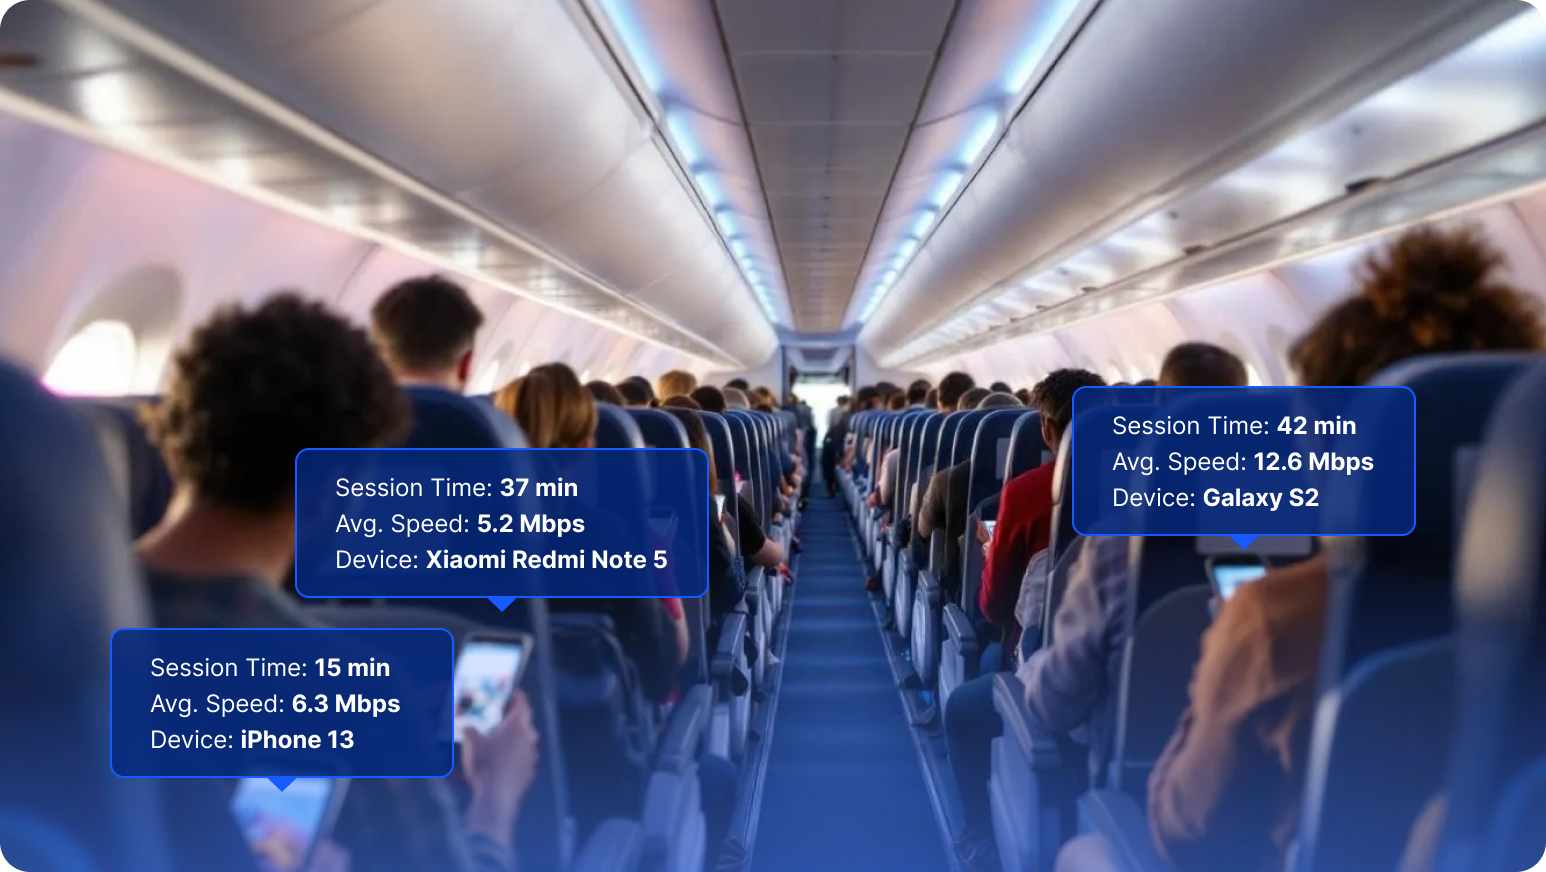 Session Time: 37 min
Avg. Speed: 5.2 Mbps
Device: Xiaomi Redmi Note 5
Session Time: 15 min
Avg. Speed: 6.3 Mbps
Device: iPhone 13
Session Time: 42 min
Avg. Speed: 12.6 Mbps
Device: Galaxy S2